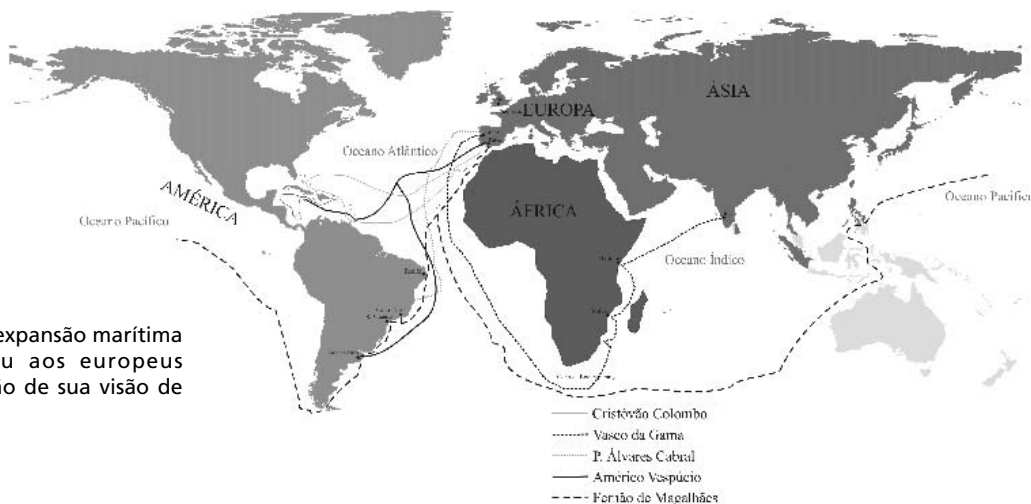 EUROPA
ÁSIA
Oceano Atlântico
AMÉRICA
Oceano Pacífico
ÁFRICA
Oceano Pacífico
Oceano Índico
expansão marítima
u aos europeus
ão de sua visão de
Cristóvão Colombo
Vasco da Gama
P. Álvares Cabral
Américo Vespúcio
Fernão de Magalhães